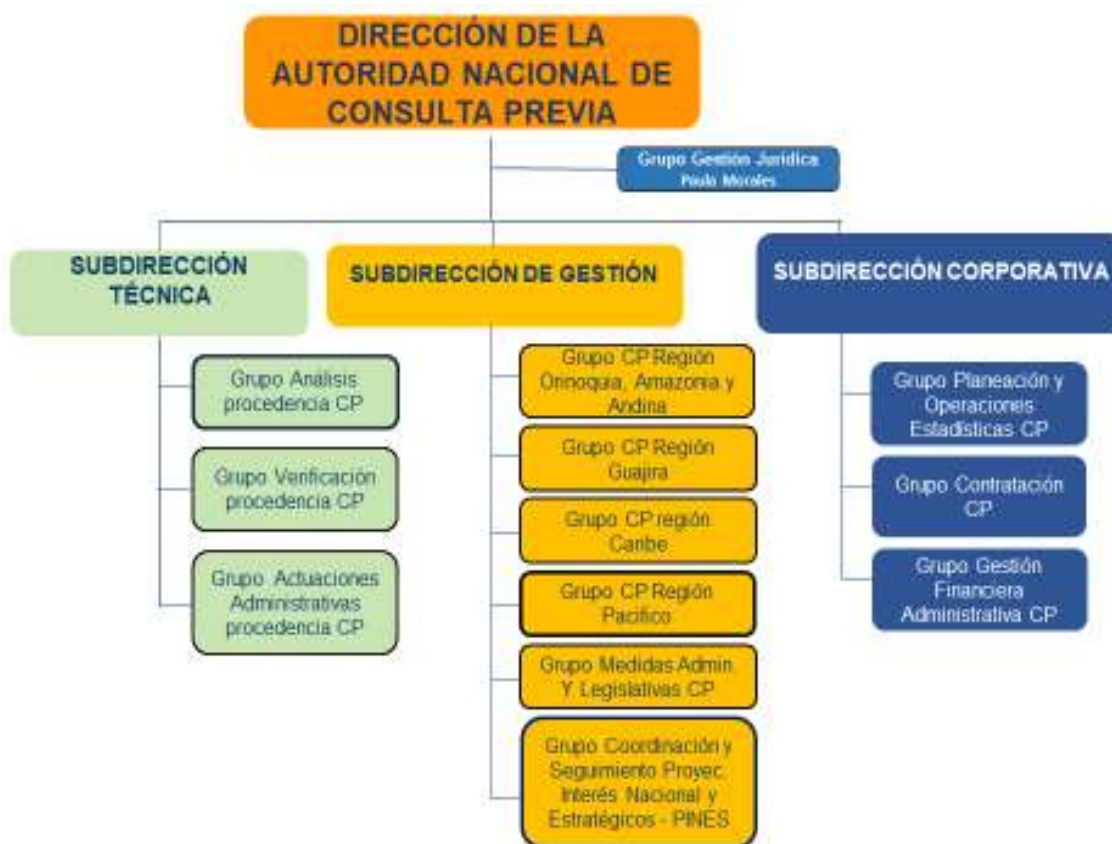 DIRECCIÓN DE LA
AUTORIDAD NACIONAL DE
CONSULTA PREVIA
Grupo Gestión Jurídica
Paula Morales
SUBDIRECCIÓN
TÉCNICA
SUBDIRECCIÓN DE GESTIÓN
SUBDIRECCIÓN CORPORATIVA
Grupo Análisis
procedencia CP
Grupo Verificación
procedencia CP
Grupo Actuaciones
Administrativas
procedencia CP
Grupo CP Región
Orinoquia, Amazonia y
Andina
Grupo CP Región
Guajira
Grupo CP región
Caribe
Grupo CP Región
Pacifico
Grupo Medidas Admin.
Y Legislativas CP
Grupo Coordinación y
Seguimiento Proyec.
Interés Nacional y
Estratégicos - PINES
Grupo Planeación y
Operaciones
Estadísticas CP
Grupo Contratación
CP
Grupo Gestión
Financiera
Administrativa CP